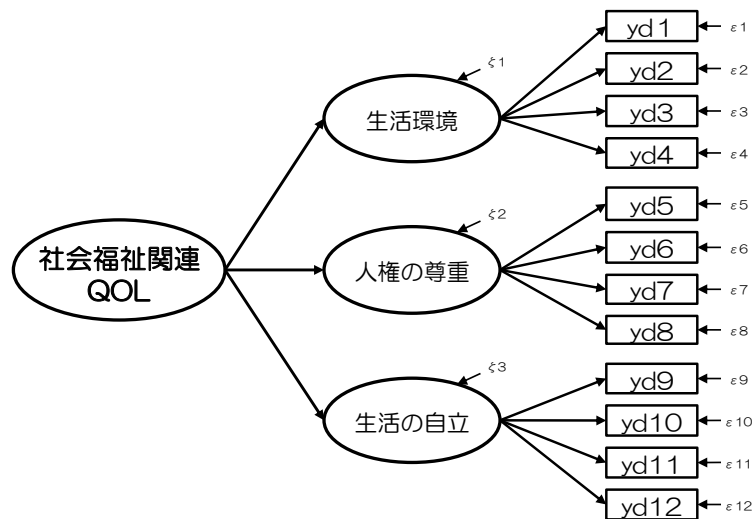 社会福祉関連
QOL
生活環境
ζ1
人権の尊重
ζ2
生活の自立
ζ3
yd1
ε1
yd2
ε2
yd3
ε3
yd4
ε4
yd5
ε5
yd6
ε6
yd7
ε7
yd8
ε8
yd9
ε9
yd10
ε10
yd11
ε11
yd12
ε12